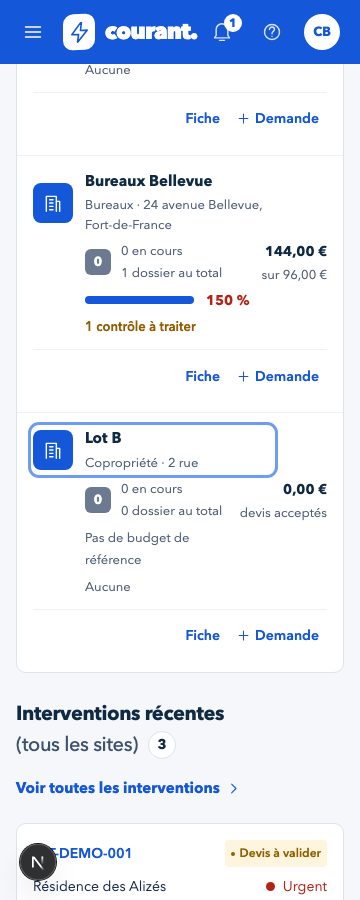 courant.
1
CB
Aucune
Fiche
+ Demande
Bureaux Bellevue
Bureaux · 24 avenue Bellevue,
Fort-de-France
0
0 en cours
1 dossier au total
144,00 €
sur 96,00 €
150 %
1 contrôle à traiter
Fiche
+ Demande
Lot B
Copropriété · 2 rue
0
0 en cours
0 dossier au total
0,00 €
devis acceptés
Pas de budget de
référence
Aucune
Fiche
+ Demande
Interventions récentes
(tous les sites) 3
Voir toutes les interventions
N
-DEMO-001
Devis à valider
Résidence des Alizés
Urgent